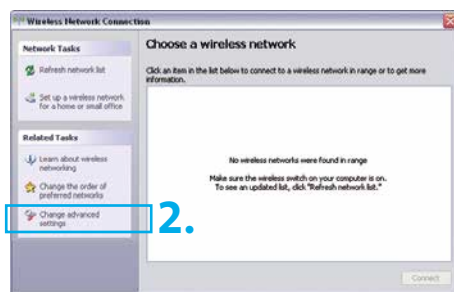 Wireless Network Connection
Network Tasks
Refresh network list
Set up a wireless network
for a home or small office
Related Tasks
Learn about wireless
networking
Change the order of
preferred networks
Change advanced
settings
2.
Choose a wireless network
Click an item in the list below to connect to a wireless network in range or to get more
information.
No wireless networks were found in range
Make sure the wireless switch on your computer is on.
To see an updated list, click "Refresh network list."
Connect